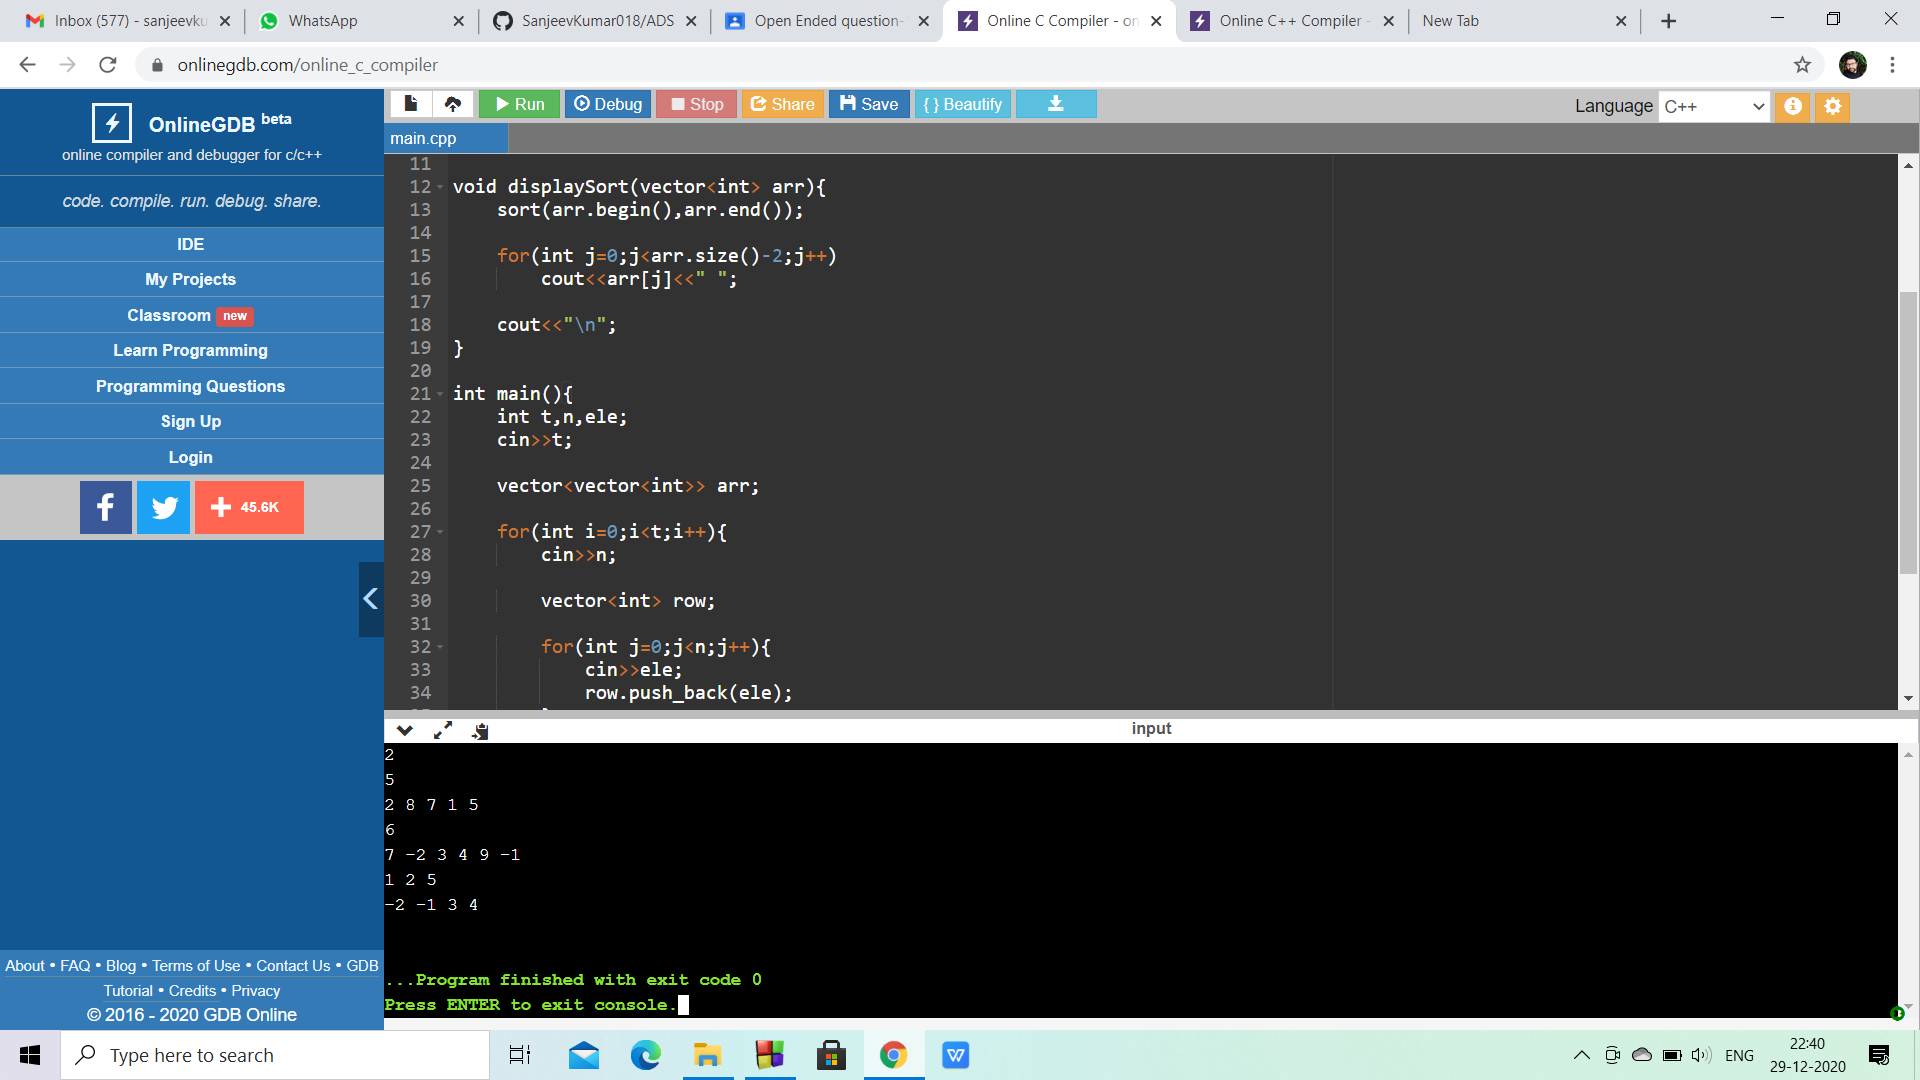 Inbox (577) - sanjeevku
WhatsApp
SanjeevKumar018/ADS
Open Ended question-
Online C Compiler - on
Online C++ Compiler -
New Tab
onlinegdb.com/online_c_compiler
OnlineGDB beta
online compiler and debugger for c/c++
code. compile. run. debug. share.
IDE
My Projects
Classroom new
Learn Programming
Programming Questions
Sign Up
Login
45.6K
About • FAQ • Blog • Terms of Use • Contact Us • GDB
Tutorial • Credits • Privacy
© 2016 - 2020 GDB Online
Run
Debug
Stop
Share
Save
{ } Beautify
Language C++
main.cpp
11
12 void displaySort(vector<int> arr){
13 sort(arr.begin(),arr.end());
14
15 for(int j=0;j<arr.size()-2;j++)
16 cout<<arr[j]<<" ";
17
18 cout<<"\n";
19 }
20
21 int main(){
22 int t,n,ele;
23 cin>>t;
24
25 vector<vector<int>> arr;
26
27 for(int i=0;i<t;i++){
28 cin>>n;
29
30 vector<int> row;
31
32 for(int j=0;j<n;j++){
33 cin>>ele;
34 row.push_back(ele);
input
2
5
2 8 7 1 5
6
7 -2 3 4 9 -1
1 2 5
-2 -1 3 4
...Program finished with exit code 0
Press ENTER to exit console.
Type here to search
ENG
22:40
29-12-2020